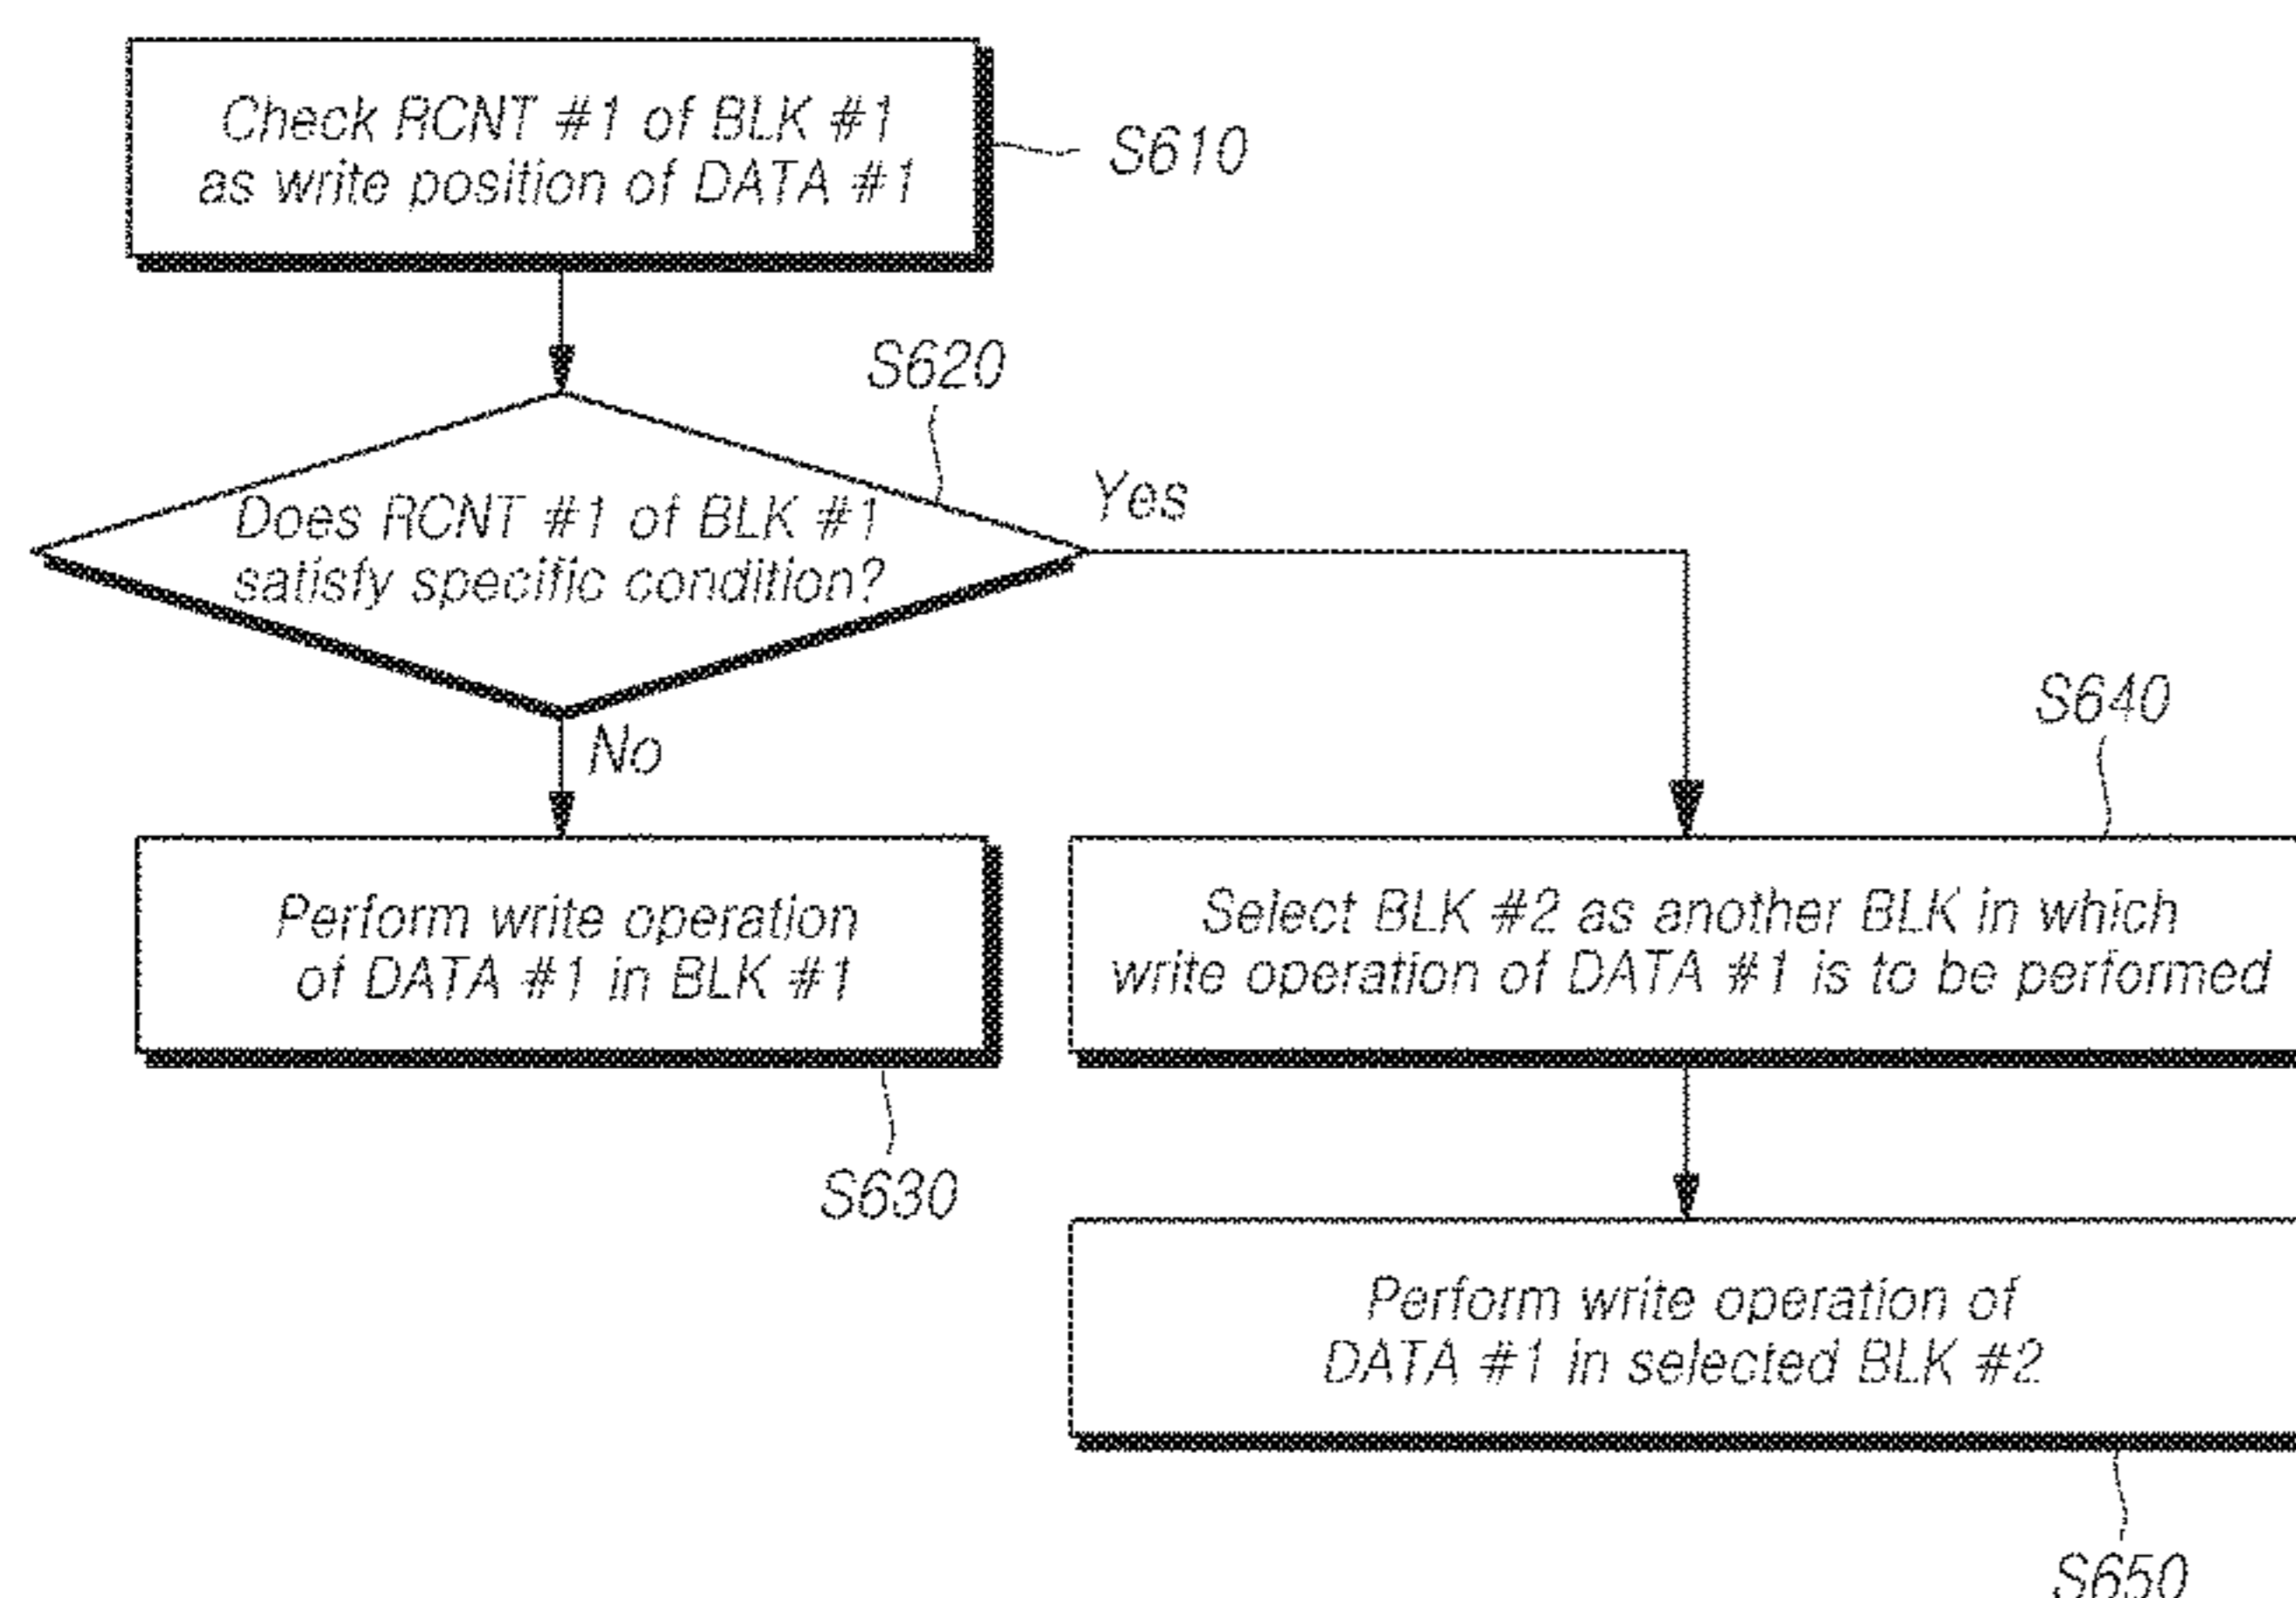 Check RCNT #1 of BLK #1
as write position of DATA #1
S610
S620
Does RCNT #1 of BLK #1
satisfy specific condition?
Yes
No
S640
Perform write operation
of DATA #1 in BLK #1
S630
Select BLK #2 as another BLK in which
write operation of DATA #1 is to be performed
Perform write operation of
DATA #1 in selected BLK #2
S650